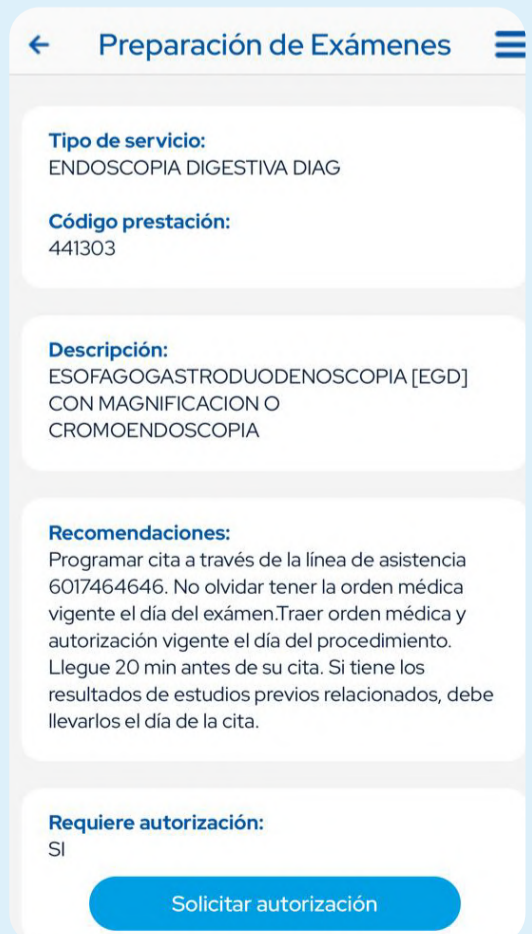 Preparación de Exámenes
Tipo de servicio:
ENDOSCOPIA DIGESTIVA DIAG
Código prestación:
441303
Descripción:
ESOFAGOGASTRODUODENOSCOPIA [EGD]
CON MAGNIFICACION O
CROMOENDOSCOPIA
Recomendaciones:
Programar cita a través de la línea de asistencia
6017464646. No olvidar tener la orden médica
vigente el día del exámen.Traer orden médica y
autorización vigente el día del procedimiento.
Llegue 20 min antes de su cita. Si tiene los
resultados de estudios previos relacionados, debe
llevarlos el día de la cita.
Requiere autorización:
SI
Solicitar autorización